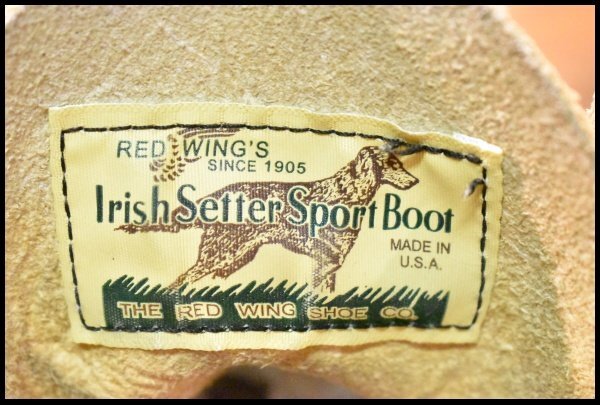 RED WING'S
SINCE 1905
Irish Setter Sport Boot
MADE IN
U.S.A.
THE RED WING SHOE CO.